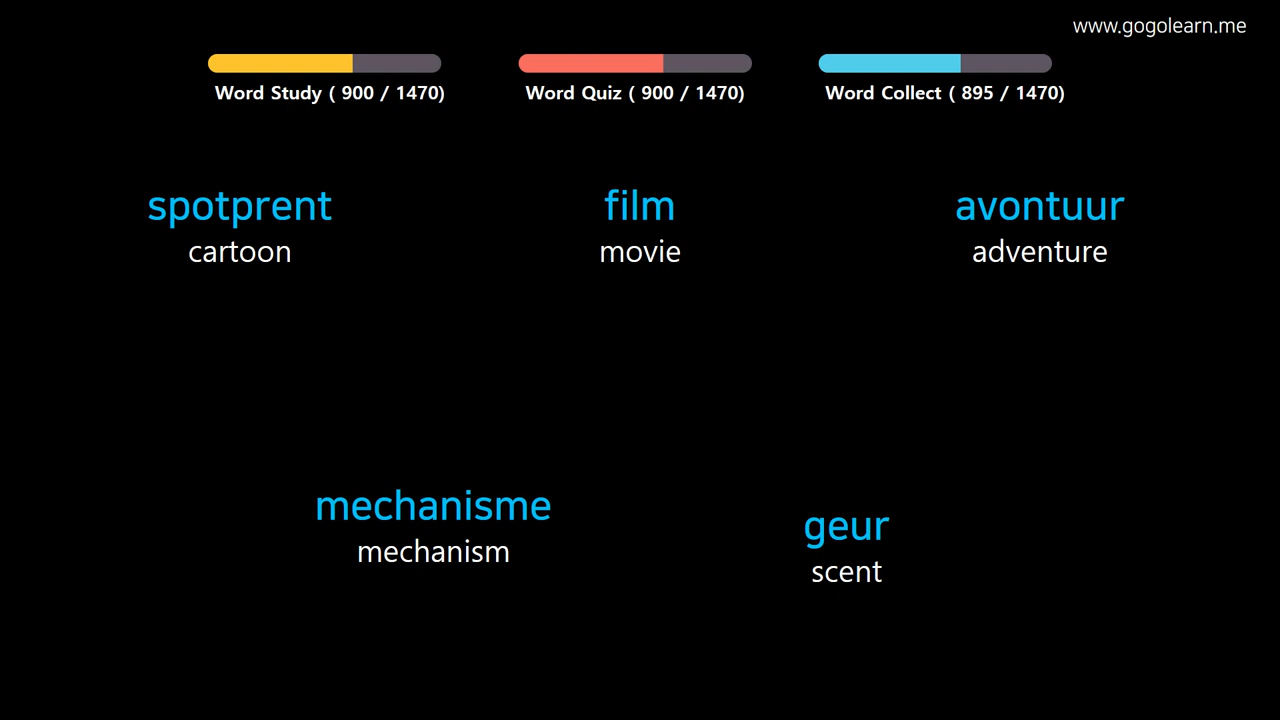 www.gogolearn.me
Word Study ( 900 / 1470)
Word Quiz ( 900 / 1470)
Word Collect ( 895 / 1470)
spotprent
cartoon
film
movie
avontuur
adventure
mechanisme
mechanism
geur
scent